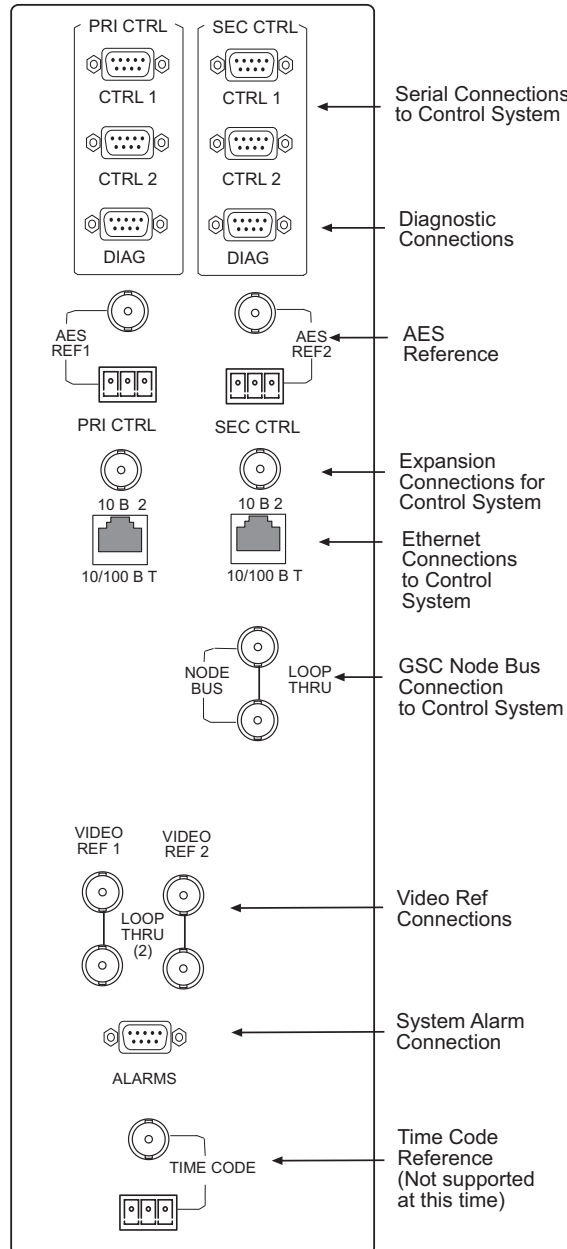 PRI CTRL
SEC CTRL
CTRL 1
CTRL 1
Serial Connections
to Control System
CTRL 2
CTRL 2
DIAG
DIAG
Diagnostic
Connections
AES
REF1
AES
REF2
AES
Reference
PRI CTRL
SEC CTRL
10 B 2
10 B 2
Expansion
Connections for
Control System
10/100 B T
10/100 B T
Ethernet
Connections
to Control
System
NODE
BUS
LOOP
THRU
GSC Node Bus
Connection
to Control System
VIDEO
REF 1
VIDEO
REF 2
LOOP
THRU
(2)
Video Ref
Connections
ALARMS
System Alarm
Connection
TIME CODE
Time Code
Reference
(Not supported
at this time)